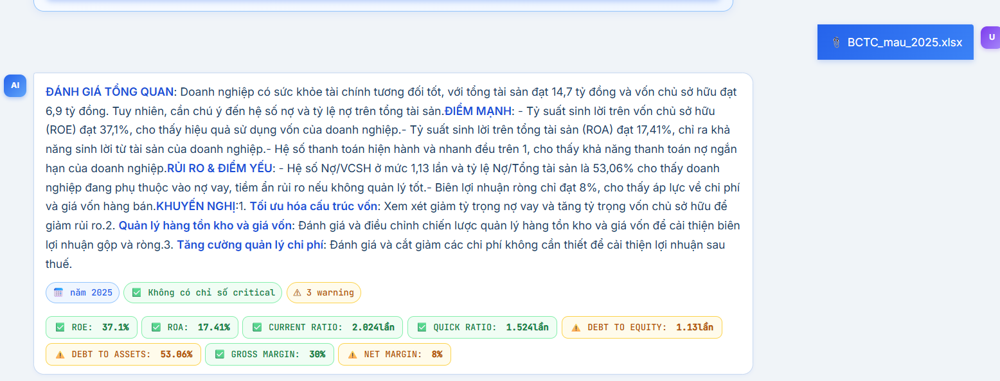 BCTC_mau_2025.xlsx
U
AI
ĐÁNH GIÁ TỔNG QUAN: Doanh nghiệp có sức khỏe tài chính tương đối tốt, với tổng tài sản đạt 14,7 tỷ đồng và vốn chủ sở hữu đạt
6,9 tỷ đồng. Tuy nhiên, cần chú ý đến hệ số nợ và tỷ lệ nợ trên tổng tài sản.ĐIỂM MẠNH: - Tỷ suất sinh lời trên vốn chủ sở hữu
(ROE) đạt 37,1%, cho thấy hiệu quả sử dụng vốn của doanh nghiệp.- Tỷ suất sinh lời trên tổng tài sản (ROA) đạt 17,41%, chỉ ra khả
năng sinh lời từ tài sản của doanh nghiệp.- Hệ số thanh toán hiện hành và nhanh đều trên 1, cho thấy khả năng thanh toán nợ ngắn
hạn của doanh nghiệp.RỦI RO & ĐIỂM YẾU: - Hệ số Nợ/VCSH ở mức 1,13 lần và tỷ lệ Nợ/Tổng tài sản là 53,06% cho thấy doanh
nghiệp đang phụ thuộc vào nợ vay, tiềm ẩn rủi ro nếu không quản lý tốt.- Biên lợi nhuận ròng chỉ đạt 8%, cho thấy áp lực về chi phí
và giá vốn hàng bán.KHUYẾN NGHỊ:1. Tối ưu hóa cấu trúc vốn: Xem xét giảm tỷ trọng nợ vay và tăng tỷ trọng vốn chủ sở hữu để
giảm rủi ro.2. Quản lý hàng tồn kho và giá vốn: Đánh giá và điều chỉnh chiến lược quản lý hàng tồn kho và giá vốn để cải thiện biên
lợi nhuận gộp và ròng.3. Tăng cường quản lý chi phí: Đánh giá và cắt giảm các chi phí không cần thiết để cải thiện lợi nhuận sau
thuế.
năm 2025 Không có chỉ số critical 3 warning
ROE: 37.1% ROA: 17.41% CURRENT RATIO: 2.024lần QUICK RATIO: 1.524lần DEBT TO EQUITY: 1.13lần
DEBT TO ASSETS: 53.06% GROSS MARGIN: 30% NET MARGIN: 8%